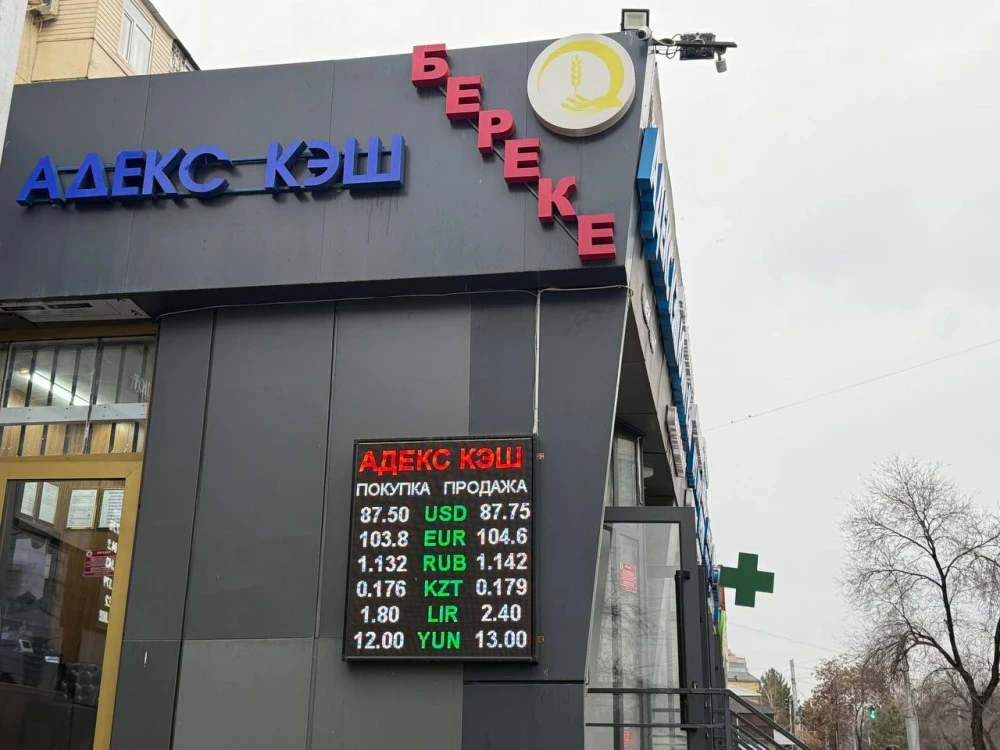 АДЕКС КЭШ
БЕРЕКЕ
АДЕКС КЭШ
ПОКУПКА ПРОДАЖА
87.50 USD 87.75
103.8 EUR 104.6
1.132 RUB 1.142
0.176 KZT 0.179
1.80 LIR 2.40
12.00 YUN 13.00